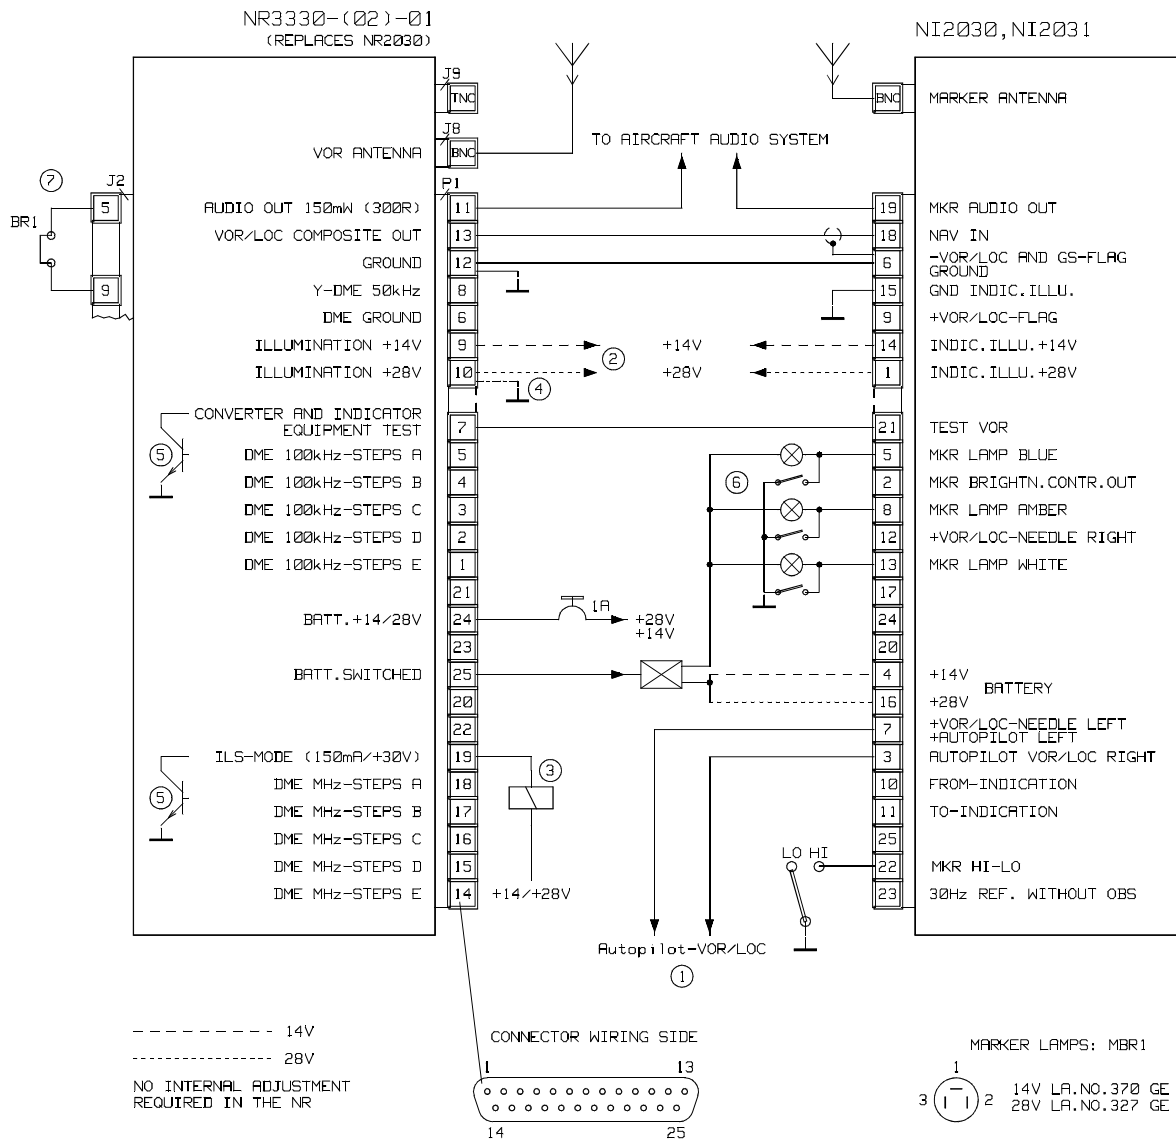 NR3330-(02)-01
(REPLACES NR2030)
NI2030,NI2031
J9
TNC
BNC
MARKER ANTENNA
J8
VOR ANTENNA
BNC
TO AIRCRAFT AUDIO SYSTEM
7
J2
P1
5
AUDIO OUT 150mW (300R)
11
19
MKR AUDIO OUT
BR1
VOR/LOC COMPOSITE OUT
13
18
NAV IN
GROUND
12
6
-VOR/LOC AND GS-FLAG
GROUND
9
Y-DME 50kHz
8
15
GND INDIC.ILLU.
DME GROUND
6
9
+VOR/LOC-FLAG
ILLUMINATION +14V
9
2
+14V
14
INDIC.ILLU.+14V
ILLUMINATION +28V
10
4
+28V
1
INDIC.ILLU.+28V
CONVERTER AND INDICATOR
EQUIPMENT TEST
7
21
TEST VOR
5
DME 100kHz-STEPS A
5
5
MKR LAMP BLUE
DME 100kHz-STEPS B
4
6
2
MKR BRIGHTN.CONTR.OUT
DME 100kHz-STEPS C
3
8
MKR LAMP AMBER
DME 100kHz-STEPS D
2
12
+VOR/LOC-NEEDLE RIGHT
DME 100kHz-STEPS E
1
13
MKR LAMP WHITE
21
17
BATT.+14/28V
24
1A
+28V
+14V
24
23
20
BATT.SWITCHED
25
4
+14V
BATTERY
20
16
+28V
22
7
+VOR/LOC-NEEDLE LEFT
+AUTOPILOT LEFT
ILS-MODE (150mA/+30V)
19
3
3
AUTOPILOT VOR/LOC RIGHT
5
DME MHz-STEPS A
18
10
FROM-INDICATION
DME MHz-STEPS B
17
11
TO-INDICATION
DME MHz-STEPS C
16
25
LO HI
DME MHz-STEPS D
15
22
MKR HI-LO
DME MHz-STEPS E
14
+14/+28V
23
30Hz REF. WITHOUT OBS
Autopilot-VOR/LOC
1
14V
28V
NO INTERNAL ADJUSTMENT
REQUIRED IN THE NR
CONNECTOR WIRING SIDE
1
13
14
25
MARKER LAMPS: MBR1
1
3
2
14V LA.NO.370 GE
28V LA.NO.327 GE